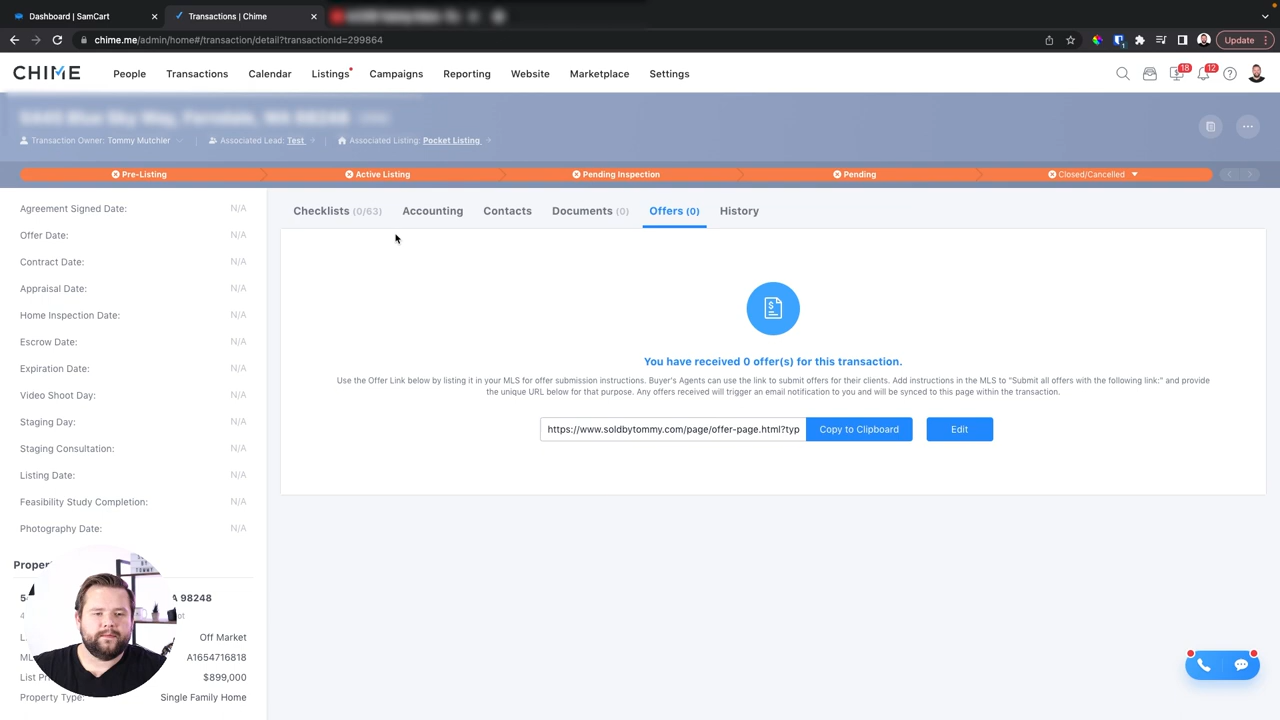 Dashboard | SamCart
Transactions | Chime
chime.me/admin/home#/transaction/detail?transactionId=299864
Update
CHIME
People
Transactions
Calendar
Listings
Campaigns
Reporting
Website
Marketplace
Settings
18
12
Transaction Owner: Tommy Mutchler
Associated Lead: Test
Associated Listing: Pocket Listing
Pre-Listing
Active Listing
Pending Inspection
Pending
Closed/Cancelled
Agreement Signed Date: N/A
Offer Date: N/A
Contract Date: N/A
Appraisal Date: N/A
Home Inspection Date: N/A
Escrow Date: N/A
Expiration Date: N/A
Video Shoot Day: N/A
Staging Day: N/A
Staging Consultation: N/A
Listing Date: N/A
Feasibility Study Completion: N/A
Photography Date: N/A
A 98248
Off Market
A1654716818
$899,000
Property Type: Single Family Home
Checklists (0/63)
Accounting
Contacts
Documents (0)
Offers (0)
History
You have received 0 offer(s) for this transaction.
Use the Offer Link below by listing it in your MLS for offer submission instructions. Buyer's Agents can use the link to submit offers for their clients. Add instructions in the MLS to "Submit all offers with the following link:" and provide
the unique URL below for that purpose. Any offers received will trigger an email notification to you and will be synced to this page within the transaction.
https://www.soldbytommy.com/page/offer-page.html?typ
Copy to Clipboard
Edit